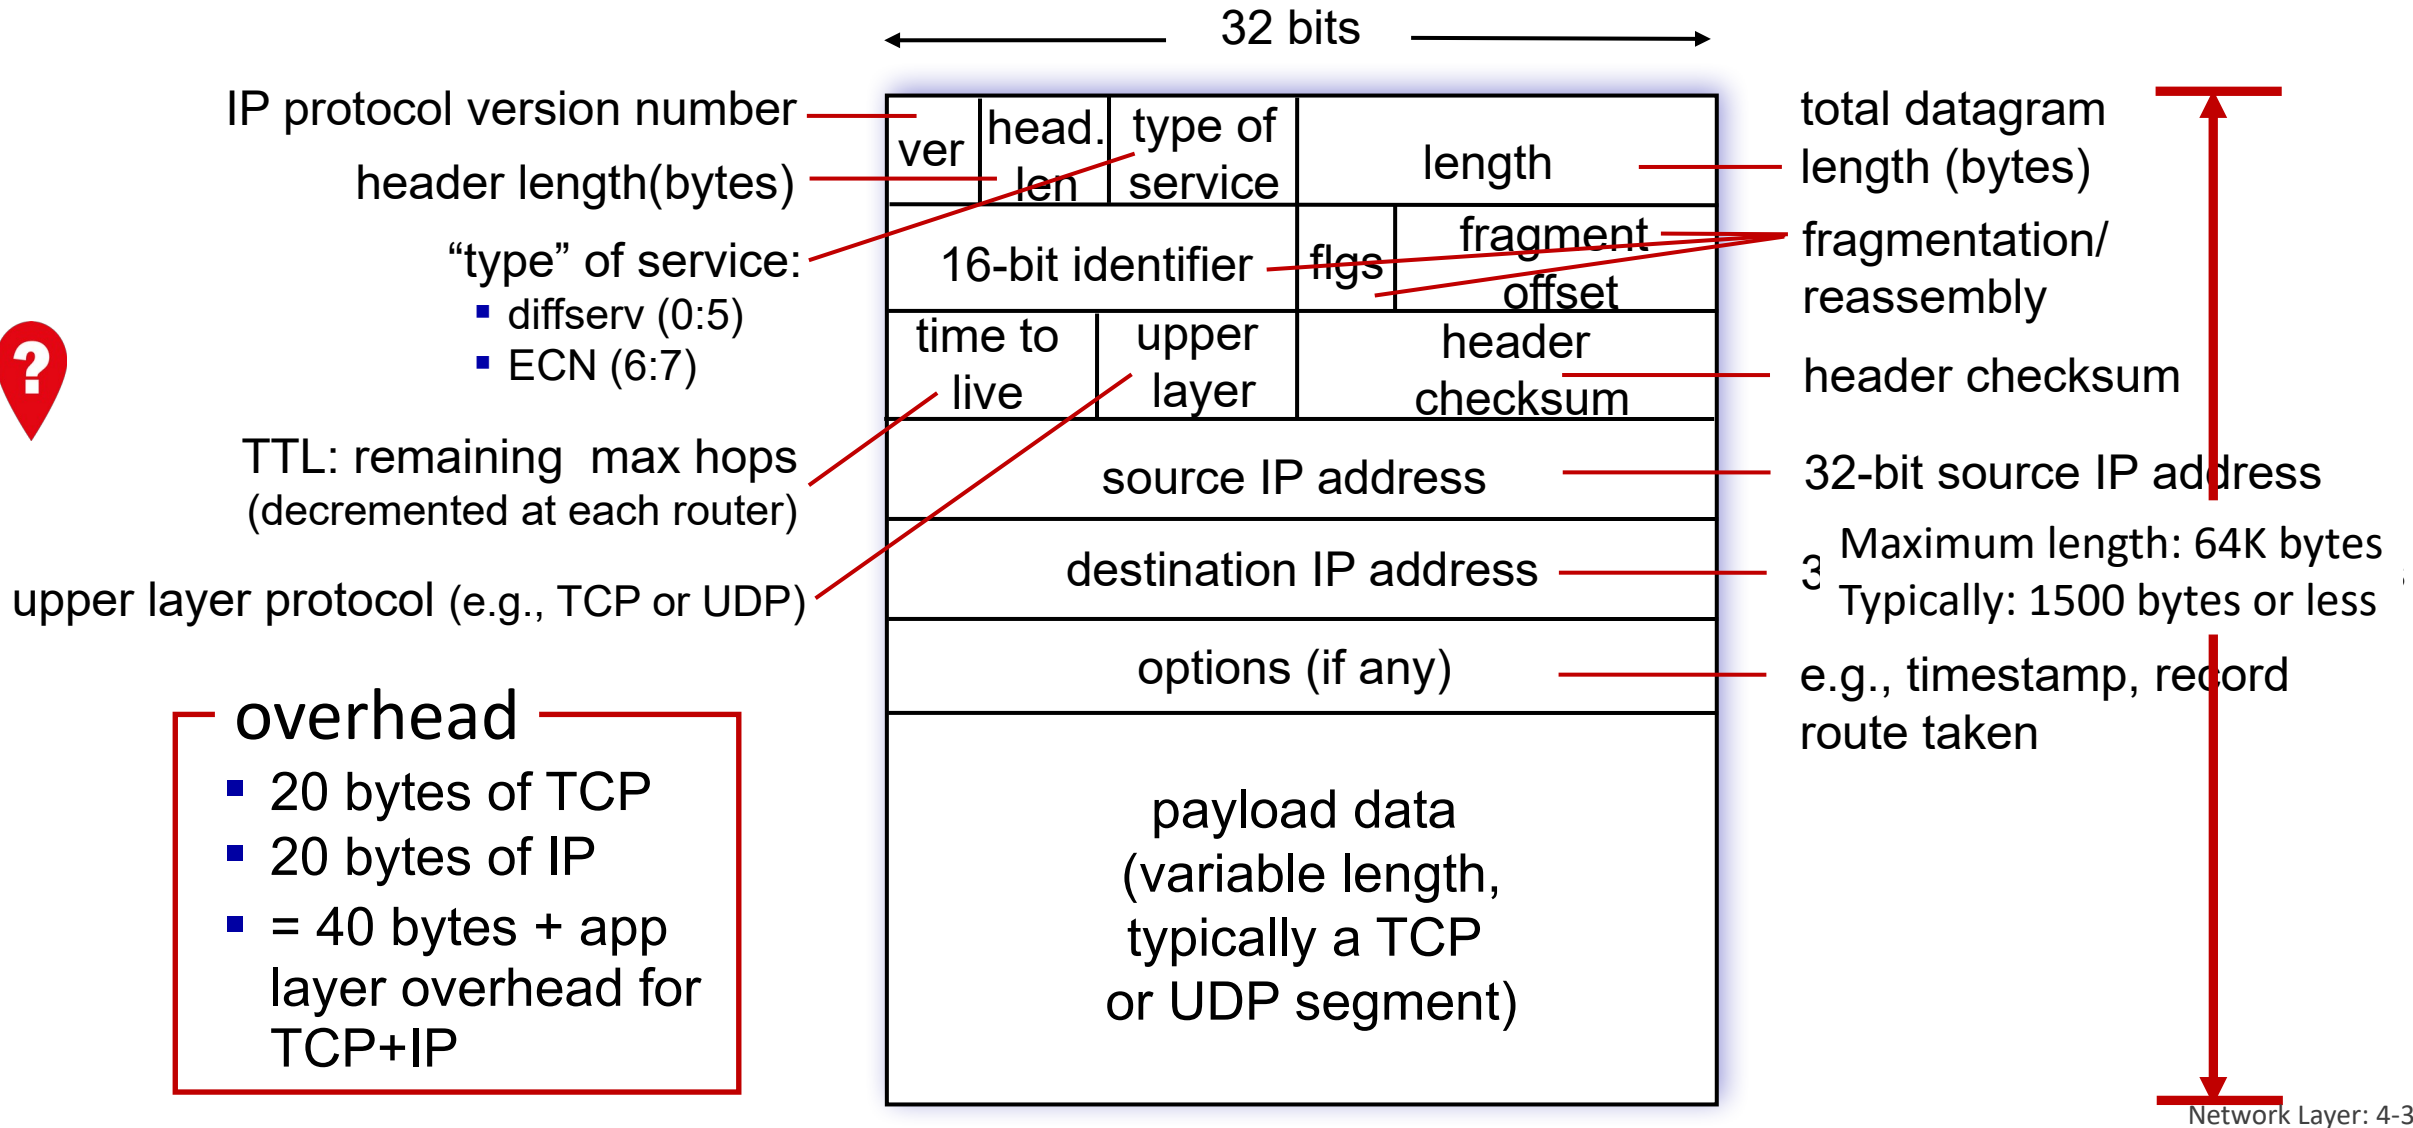 32 bits
IP protocol version number
header length(bytes)
“type” of service:
▪ diffserv (0:5)
▪ ECN (6:7)
?
TTL: remaining  max hops
(decremented at each router)
upper layer protocol (e.g., TCP or UDP)
overhead
▪ 20 bytes of TCP
▪ 20 bytes of IP
▪ = 40 bytes + app
layer overhead for
TCP+IP
ver
head.
len
type of
service
length
16-bit identifier
flgs
fragment
offset
time to
live
upper
layer
header
checksum
source IP address
destination IP address
options (if any)
payload data
(variable length,
typically a TCP
or UDP segment)
total datagram
length (bytes)
fragmentation/
reassembly
header checksum
32-bit source IP address
3
Maximum length: 64K bytes
Typically: 1500 bytes or less
e.g., timestamp, record
route taken
Network Layer: 4-3